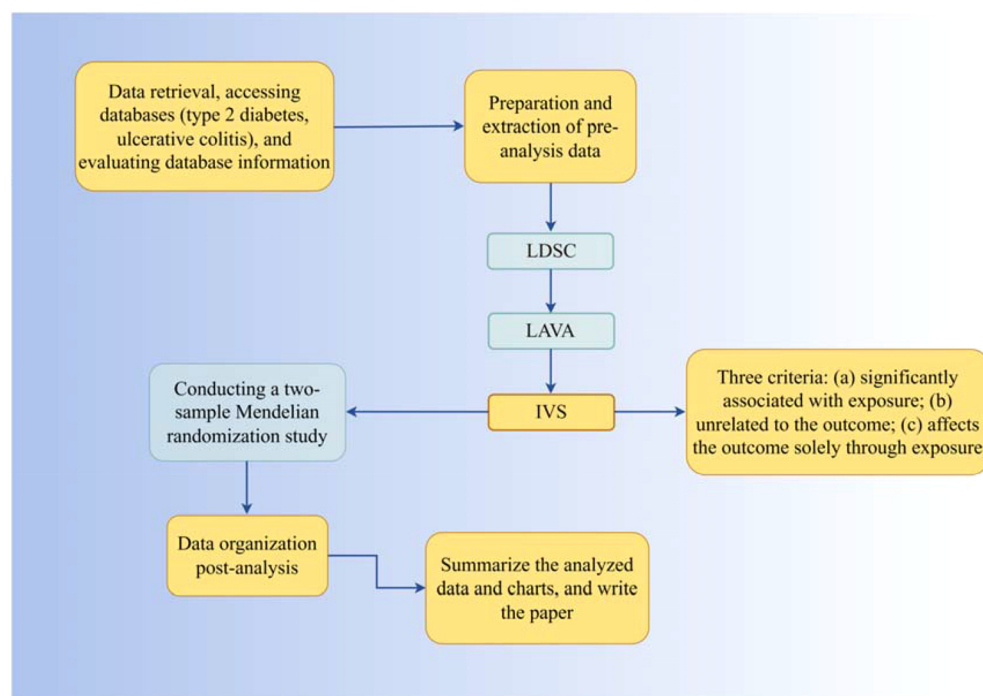 Data retrieval, accessing
databases (type 2 diabetes,
ulcerative colitis), and
evaluating database information
Preparation and
extraction of pre-
analysis data
LDSC
LAVA
IVS
Three criteria: (a) significantly
associated with exposure; (b)
unrelated to the outcome; (c) affects
the outcome solely through exposure
Conducting a two-
sample Mendelian
randomization study
Data organization
post-analysis
Summarize the analyzed
data and charts, and write
the paper